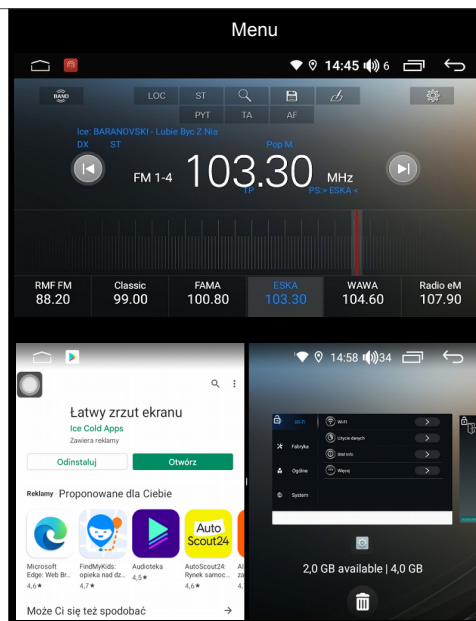 Menu
14:45 6
BAND
LOC ST
PYT TA AF
Ice: BARANOVSKI - Lubie Byc Z Nia
DX ST Pop M
FM 1-4 103.30 MHz
TP PS:> ESKA <
RMF FM Classic FAMA ESKA WAWA Radio eM
88.20 99.00 100.80 103.30 104.60 107.90
Łatwy zrzut ekranu
Ice Cold Apps
Zawiera reklamy
Odinstaluj Otwórz
Reklamy · Proponowane dla Ciebie
Auto
Scout24
Microsoft FindMyKids: Audioteka AutoScout24: Al
Edge: Web Br... opieka nad dz... 4,5★ Rynek samoc... za
4,6★ 4,7★ 4,6★ 4,
Może Ci się też spodobać
14:58 34
Wi-Fi Wi-Fi
Użycie danych
Fabryka
SIM info
Ogólne Więcej
System
2,0 GB available | 4,0 GB